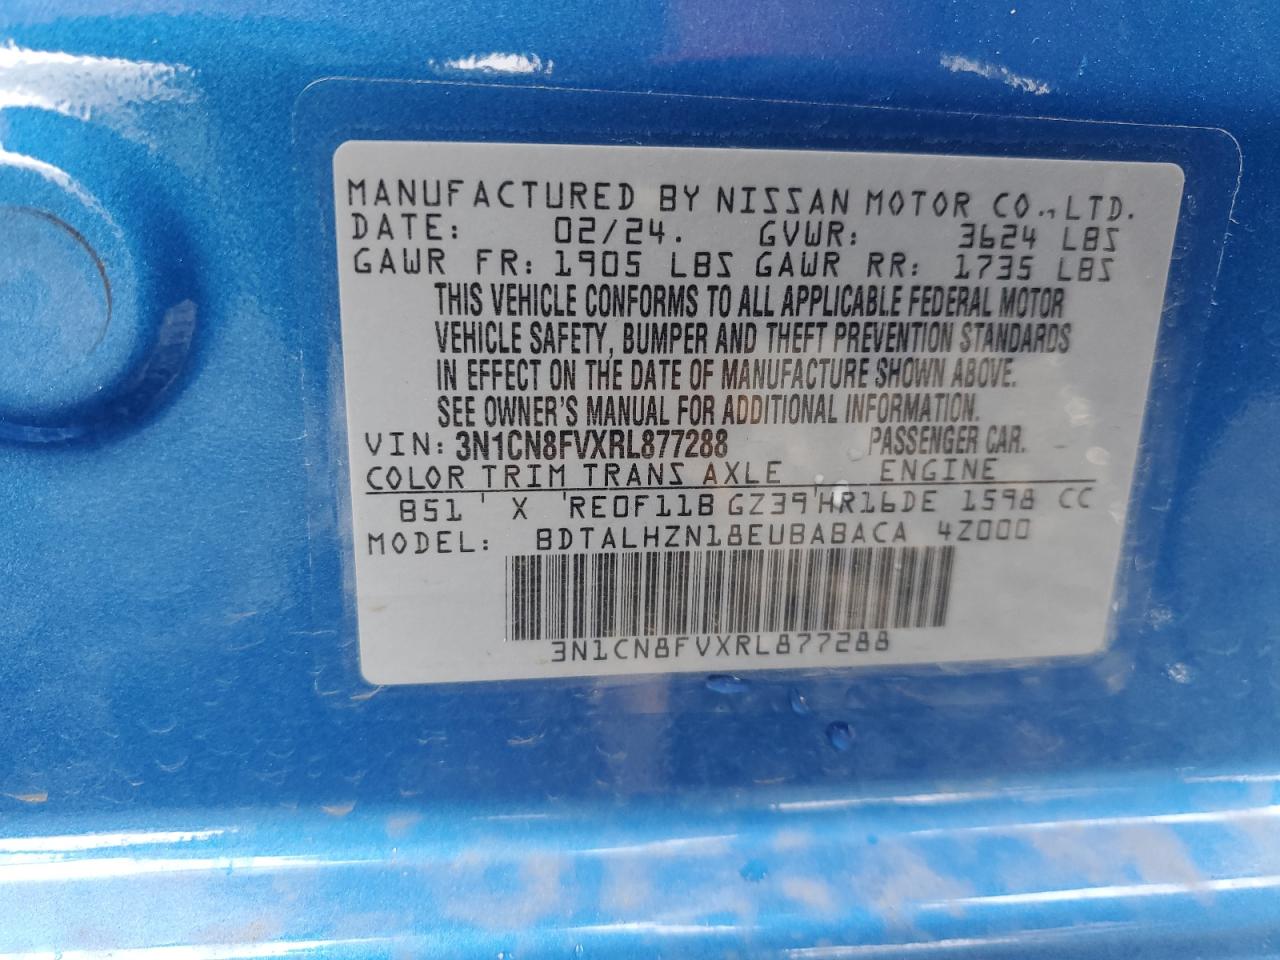 MANUFACTURED BY NISSAN MOTOR CO., LTD.
DATE: 02/24. GVWR: 3624 LBS
GAWR FR: 1905 LBS GAWR RR: 1735 LBS
THIS VEHICLE CONFORMS TO ALL APPLICABLE FEDERAL MOTOR
VEHICLE SAFETY, BUMPER AND THEFT PREVENTION STANDARDS
IN EFFECT ON THE DATE OF MANUFACTURE SHOWN ABOVE.
SEE OWNER'S MANUAL FOR ADDITIONAL INFORMATION.
VIN: 3N1CN8FVXRL877288 PASSENGER CAR.
COLOR TRIM TRANS AXLE ENGINE
B51 X RE0F11B GZ39 HR16DE 1598 CC
MODEL: BDTALHZN18EUBABACA 4Z000
3N1CN8FVXRL877288